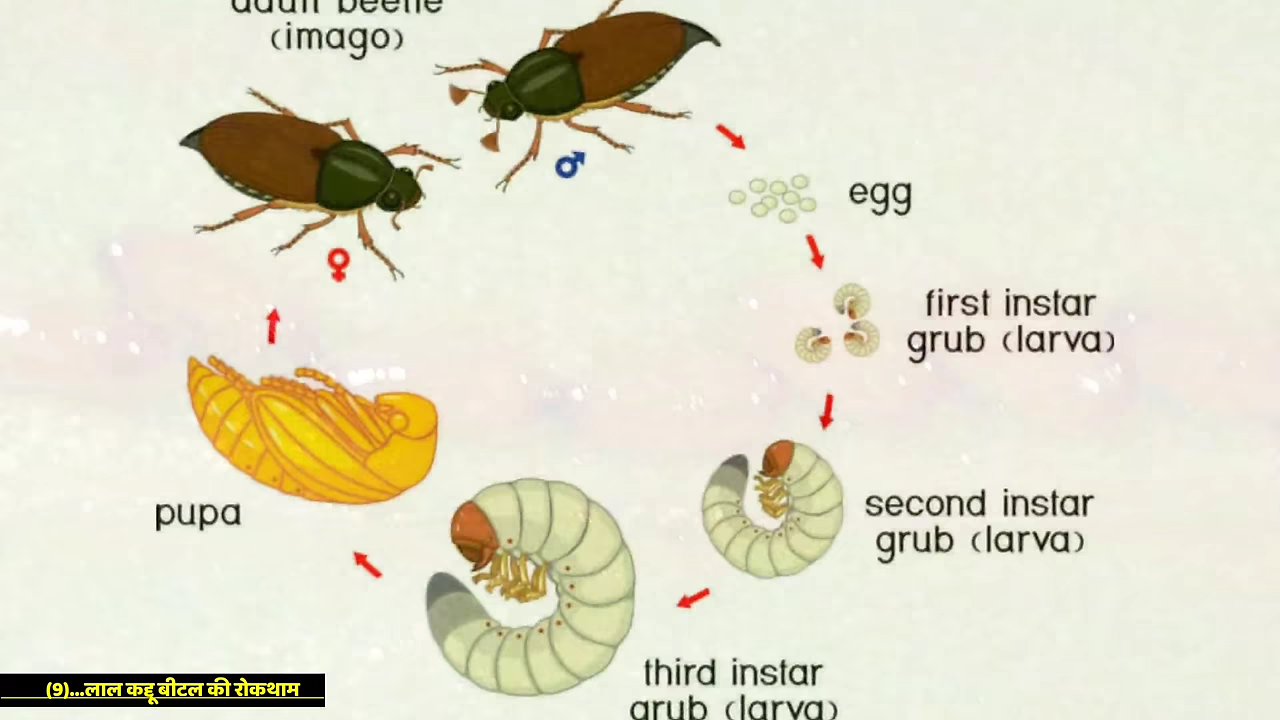 adult beetle
(imago)
egg
first instar
grub (larva)
second instar
grub (larva)
pupa
third instar
grub (larva)
(9)...लाल कद्दू बीटल की रोकथाम